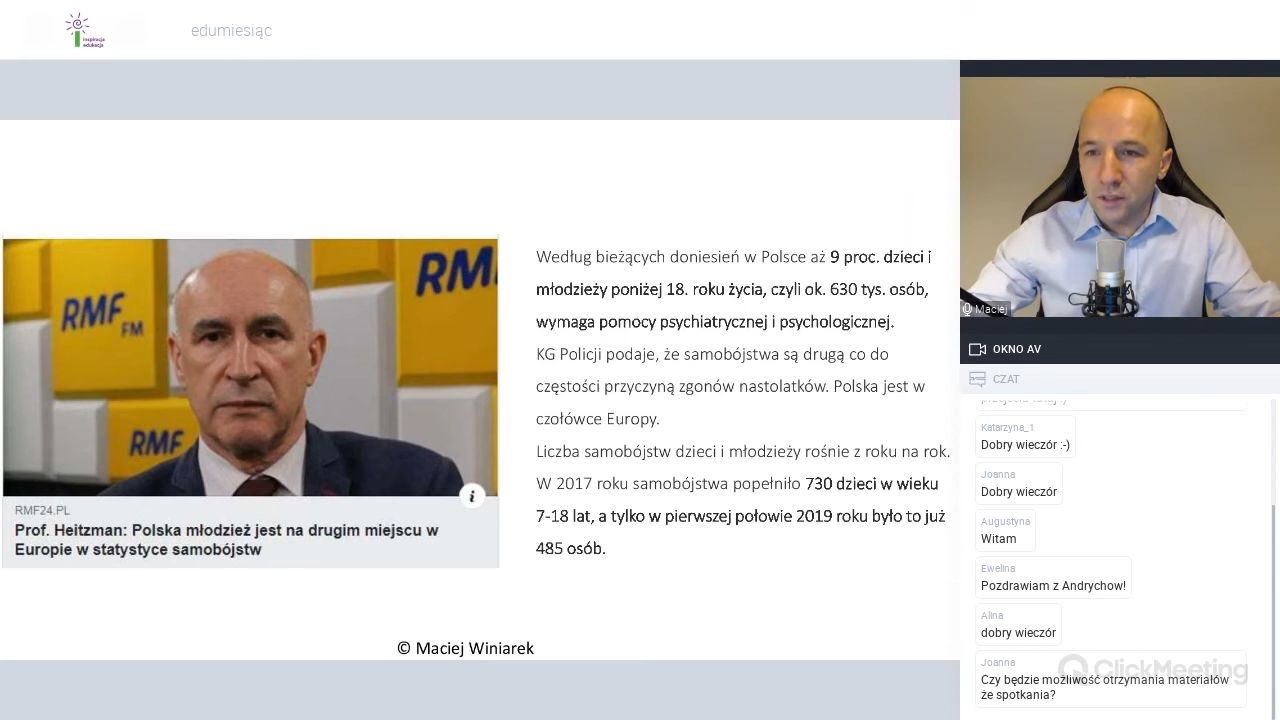 inspiracja
edukacja
edumiesiąc
RMF
FM
RM
RMF
RMF24.PL
Prof. Heitzman: Polska młodzież jest na drugim miejscu w
Europie w statystyce samobójstw
Według bieżących doniesień w Polsce aż 9 proc. dzieci i
młodzieży poniżej 18. roku życia, czyli ok. 630 tys. osób,
wymaga pomocy psychiatrycznej i psychologicznej.
KG Policji podaje, że samobójstwa są drugą co do
częstości przyczyną zgonów nastolatków. Polska jest w
czołówce Europy.
Liczba samobójstw dzieci i młodzieży rośnie z roku na rok.
W 2017 roku samobójstwa popełniło 730 dzieci w wieku
7-18 lat, a tylko w pierwszej połowie 2019 roku było to już
485 osób.
© Maciej Winiarek
Maciej
OKNO AV
CZAT
Katarzyna_1
Dobry wieczór :-)
Joanna
Dobry wieczór
Augustyna
Witam
Ewelina
Pozdrawiam z Andrychow!
Alina
dobry wieczór
Joanna
Czy będzie możliwość otrzymania materiałów
że spotkania?
ClickMeeting